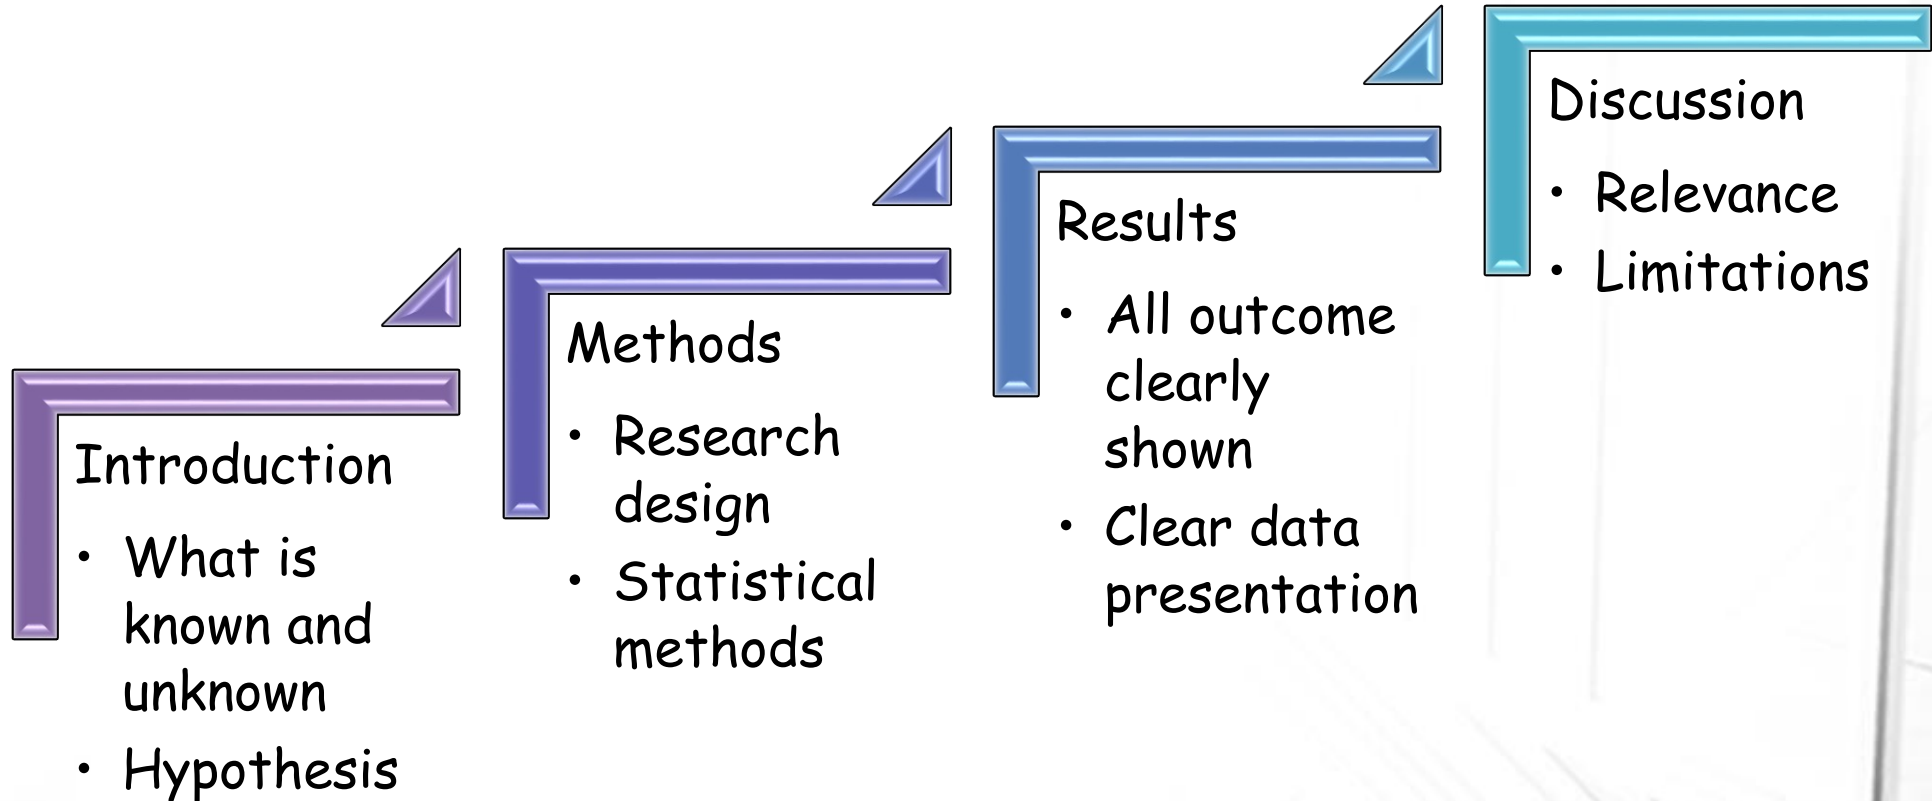 Introduction
• What is
known and
unknown
• Hypothesis
Methods
• Research
design
• Statistical
methods
Results
• All outcome
clearly
shown
• Clear data
presentation
Discussion
• Relevance
• Limitations